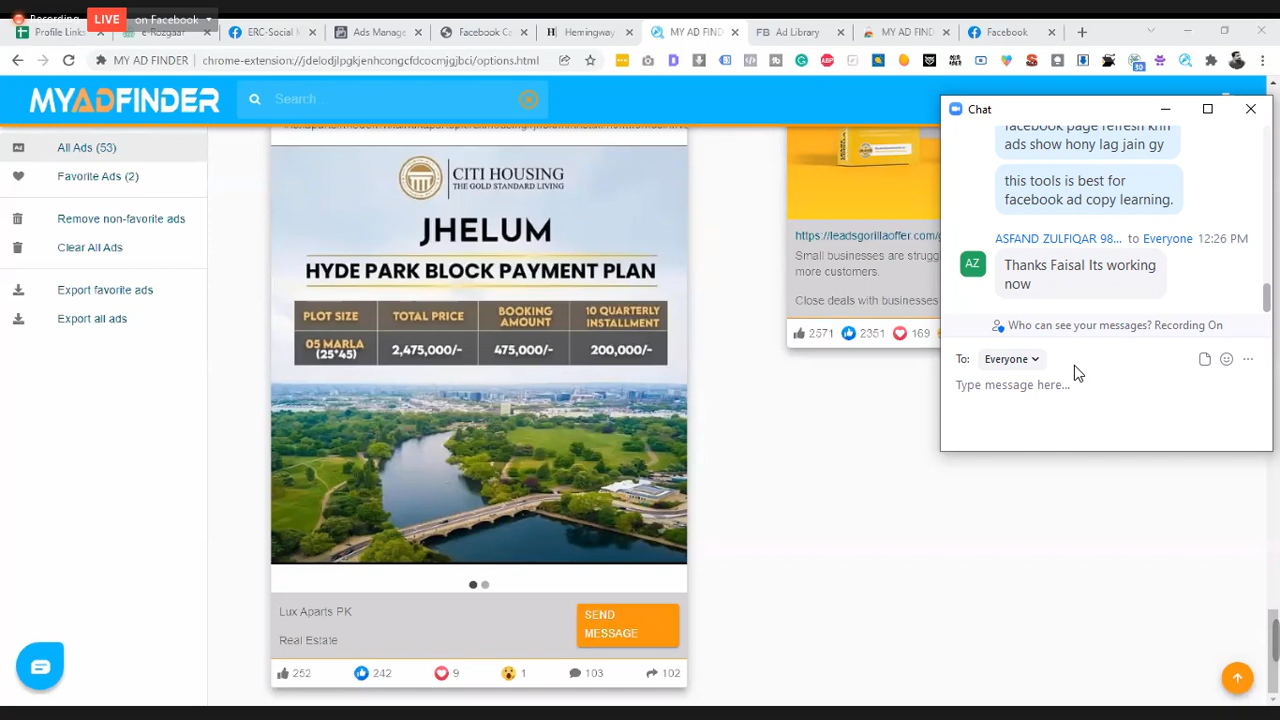 Recording
LIVE on Facebook
Profile Links
e-Rozgaar
ERC-Social M
Ads Manage
Facebook Ca
Hemingway
MY AD FIND
Ad Library
MY AD FIND
Facebook
MY AD FINDER
chrome-extension://jdelodjlpgkjenhcongcfdcocmjgjbci/options.html
MYADFINDER
Search...
All Ads (53)
Favorite Ads (2)
Remove non-favorite ads
Clear All Ads
Export favorite ads
Export all ads
CITI HOUSING
THE GOLD STANDARD LIVING
JHELUM
HYDE PARK BLOCK PAYMENT PLAN
PLOT SIZE
TOTAL PRICE
BOOKING AMOUNT
10 QUARTERLY INSTALLMENT
05 MARLA (25*45)
2,475,000/-
475,000/-
200,000/-
Lux Aparts PK
Real Estate
SEND
MESSAGE
252
242
9
1
103
102
https://leadsgorillaoffer.com/g
Small businesses are strugg
more customers.
Close deals with businesses
2571
2351
169
Chat
facebook page refresh krin
ads show hony lag jain gy
this tools is best for
facebook ad copy learning.
ASFAND ZULFIQAR 98... to Everyone 12:26 PM
AZ
Thanks Faisal Its working
now
Who can see your messages? Recording On
To: Everyone
Type message here...